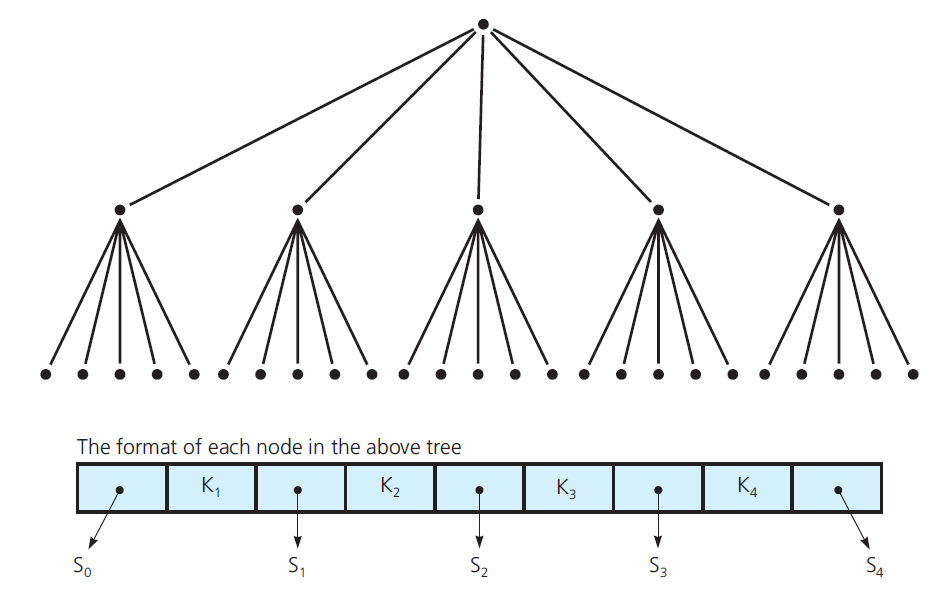 The format of each node in the above tree
K₁ K₂ K₃ K₄
S₀ S₁ S₂ S₃ S₄